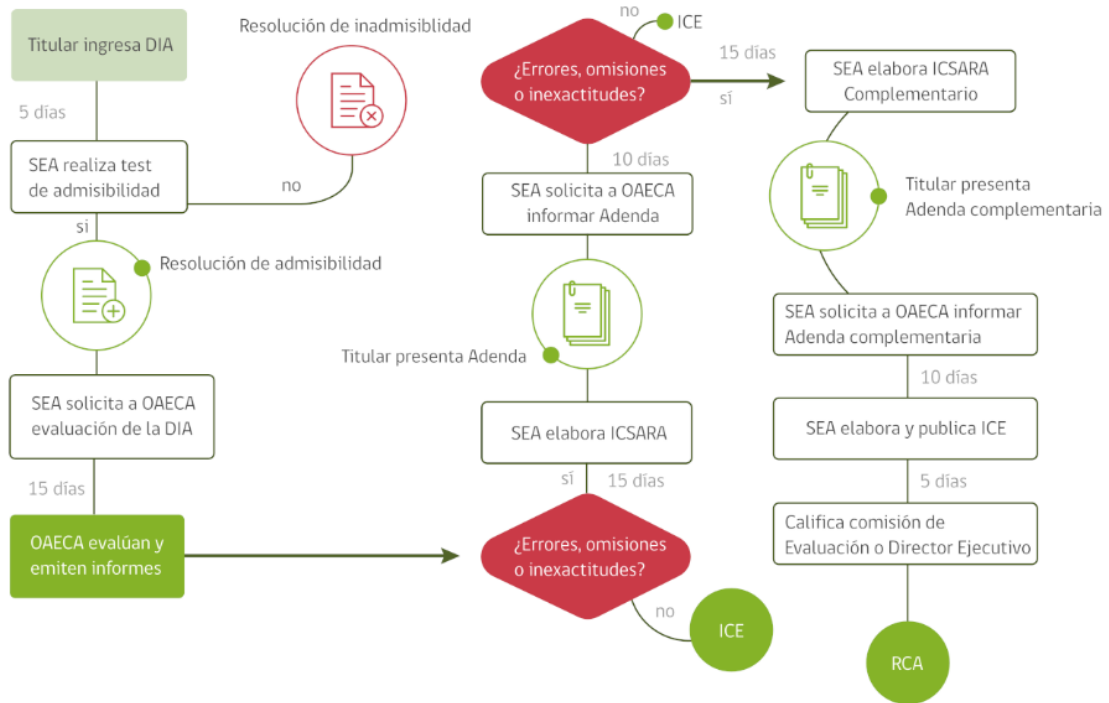 Titular ingresa DIA
5 días
SEA realiza test
de admisibilidad
no
Resolución de inadmisiblidad
si
Resolución de admisibilidad
SEA solicita a OAECA
evaluación de la DIA
15 días
OAECA evalúan y
emiten informes
¿Errores, omisiones
o inexactitudes?
no
ICE
sí
15 días
SEA elabora ICSARA
Titular presenta Adenda
SEA solicita a OAECA
informar Adenda
10 días
¿Errores, omisiones
o inexactitudes?
no
ICE
15 días
sí
SEA elabora ICSARA
Complementario
Titular presenta
Adenda complementaria
SEA solicita a OAECA informar
Adenda complementaria
10 días
SEA elabora y publica ICE
5 días
Califica comisión de
Evaluación o Director Ejecutivo
RCA